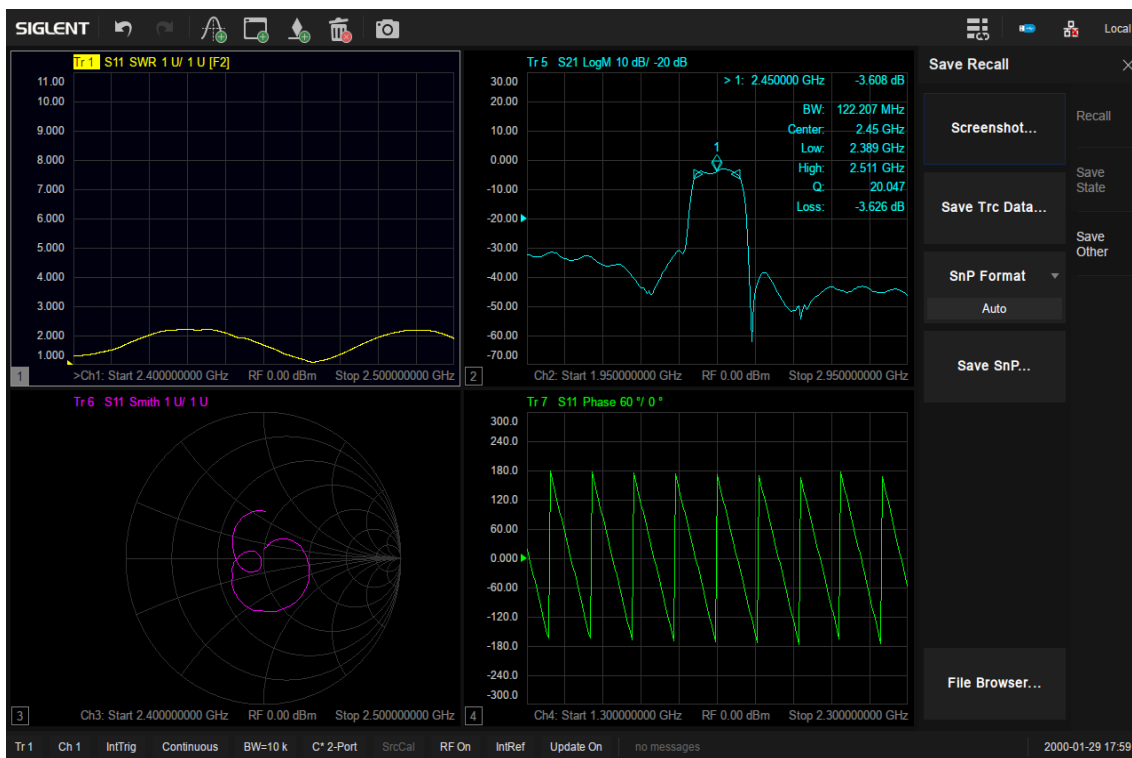 SIGLENT
Local
Tr 1 S11 SWR 1 U/ 1 U [F2]
11.00
10.00
9.000
8.000
7.000
6.000
5.000
4.000
3.000
2.000
1.000
1 >Ch1: Start 2.400000000 GHz RF 0.00 dBm Stop 2.500000000 GHz
Tr 5 S21 LogM 10 dB/ -20 dB
> 1: 2.450000 GHz -3.608 dB
BW: 122.207 MHz
Center: 2.45 GHz
Low: 2.389 GHz
High: 2.511 GHz
Q: 20.047
Loss: -3.626 dB
1
30.00
20.00
10.00
0.000
-10.00
-20.00
-30.00
-40.00
-50.00
-60.00
-70.00
2 Ch2: Start 1.950000000 GHz RF 0.00 dBm Stop 2.950000000 GHz
Tr 6 S11 Smith 1 U/ 1 U
3 Ch3: Start 2.400000000 GHz RF 0.00 dBm Stop 2.500000000 GHz
Tr 7 S11 Phase 60 °/ 0 °
300.0
240.0
180.0
120.0
60.00
0.000
-60.00
-120.0
-180.0
-240.0
-300.0
4 Ch4: Start 1.300000000 GHz RF 0.00 dBm Stop 2.300000000 GHz
Save Recall
Screenshot...
Save Trc Data...
SnP Format
Auto
Save SnP...
File Browser...
Recall
Save
State
Save
Other
Tr 1 Ch 1 IntTrig Continuous BW=10 k C* 2-Port SrcCal RF On IntRef Update On no messages 2000-01-29 17:59